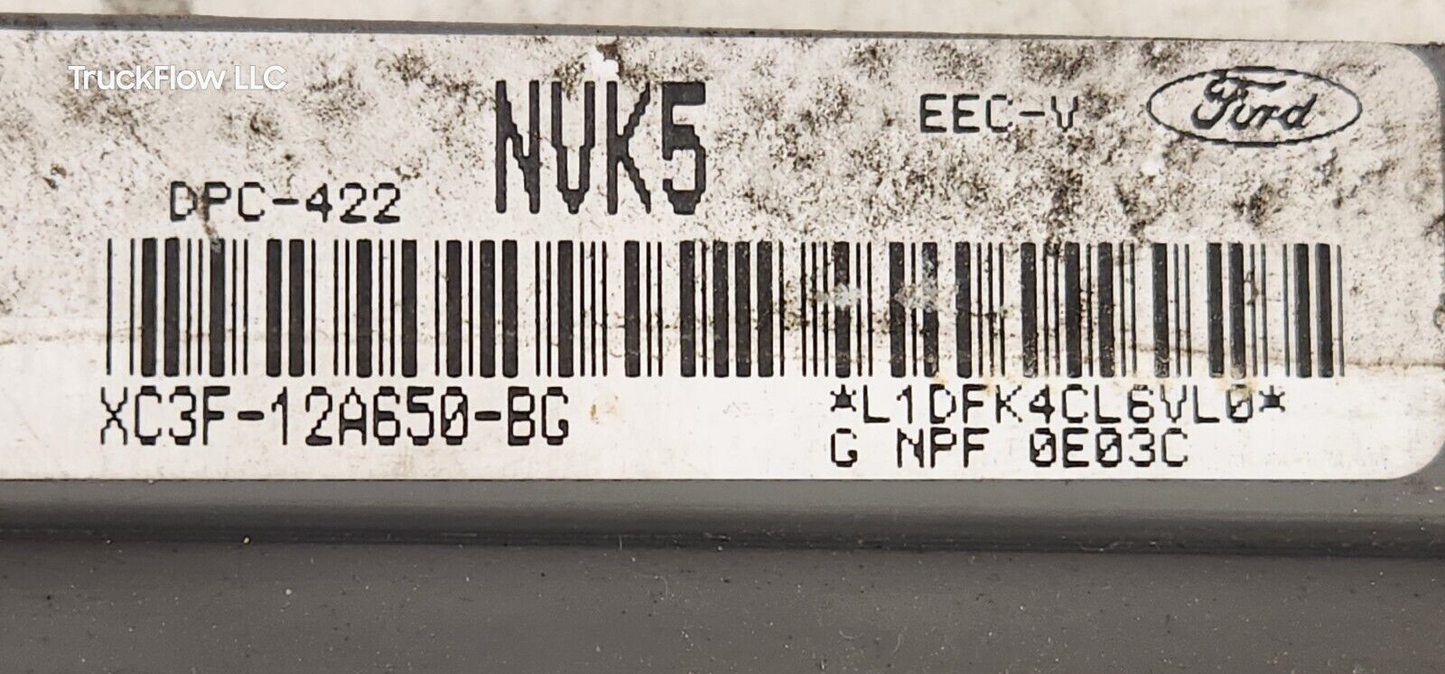 TruckFlow LLC
NVK5
EEC-V
Ford
DPC-422
XC3F-12A650-BG
*L1DFK4CL6VL0*
G NPF 0E03C